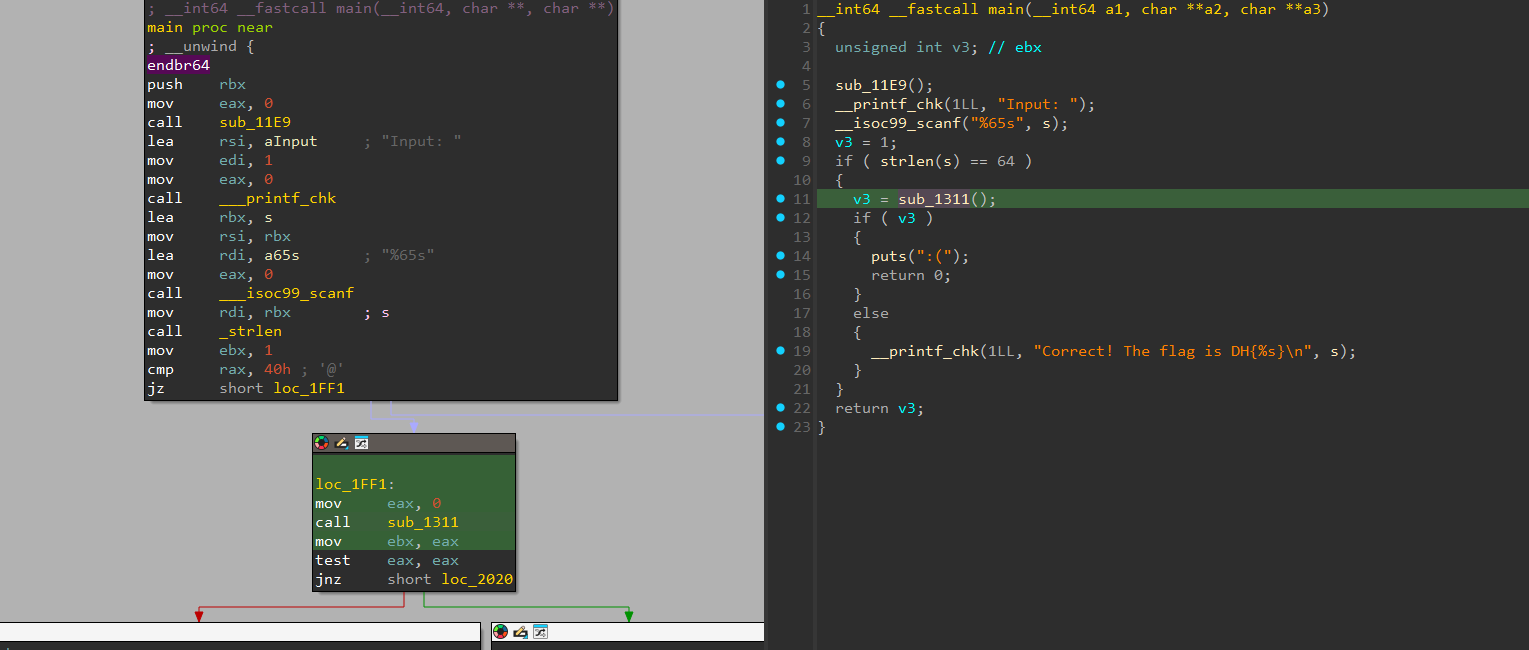 ; __int64 __fastcall main(__int64, char **, char **)
main proc near
; __unwind {
endbr64
push rbx
mov eax, 0
call sub_11E9
lea rsi, aInput ; "Input: "
mov edi, 1
mov eax, 0
call ___printf_chk
lea rbx, s
mov rsi, rbx
lea rdi, a65s ; "%65s"
mov eax, 0
call ___isoc99_scanf
mov rdi, rbx ; s
call _strlen
mov ebx, 1
cmp rax, 40h ; '@'
jz short loc_1FF1
loc_1FF1:
mov eax, 0
call sub_1311
mov ebx, eax
test eax, eax
jnz short loc_2020
1 __int64 __fastcall main(__int64 a1, char **a2, char **a3)
2 {
3 unsigned int v3; // ebx
4
5 sub_11E9();
6 __printf_chk(1LL, "Input: ");
7 __isoc99_scanf("%65s", s);
8 v3 = 1;
9 if ( strlen(s) == 64 )
10 {
11 v3 = sub_1311();
12 if ( v3 )
13 {
14 puts(":(");
15 return 0;
16 }
17 else
18 {
19 __printf_chk(1LL, "Correct! The flag is DH{%s}\n", s);
20 }
21 }
22 return v3;
23 }